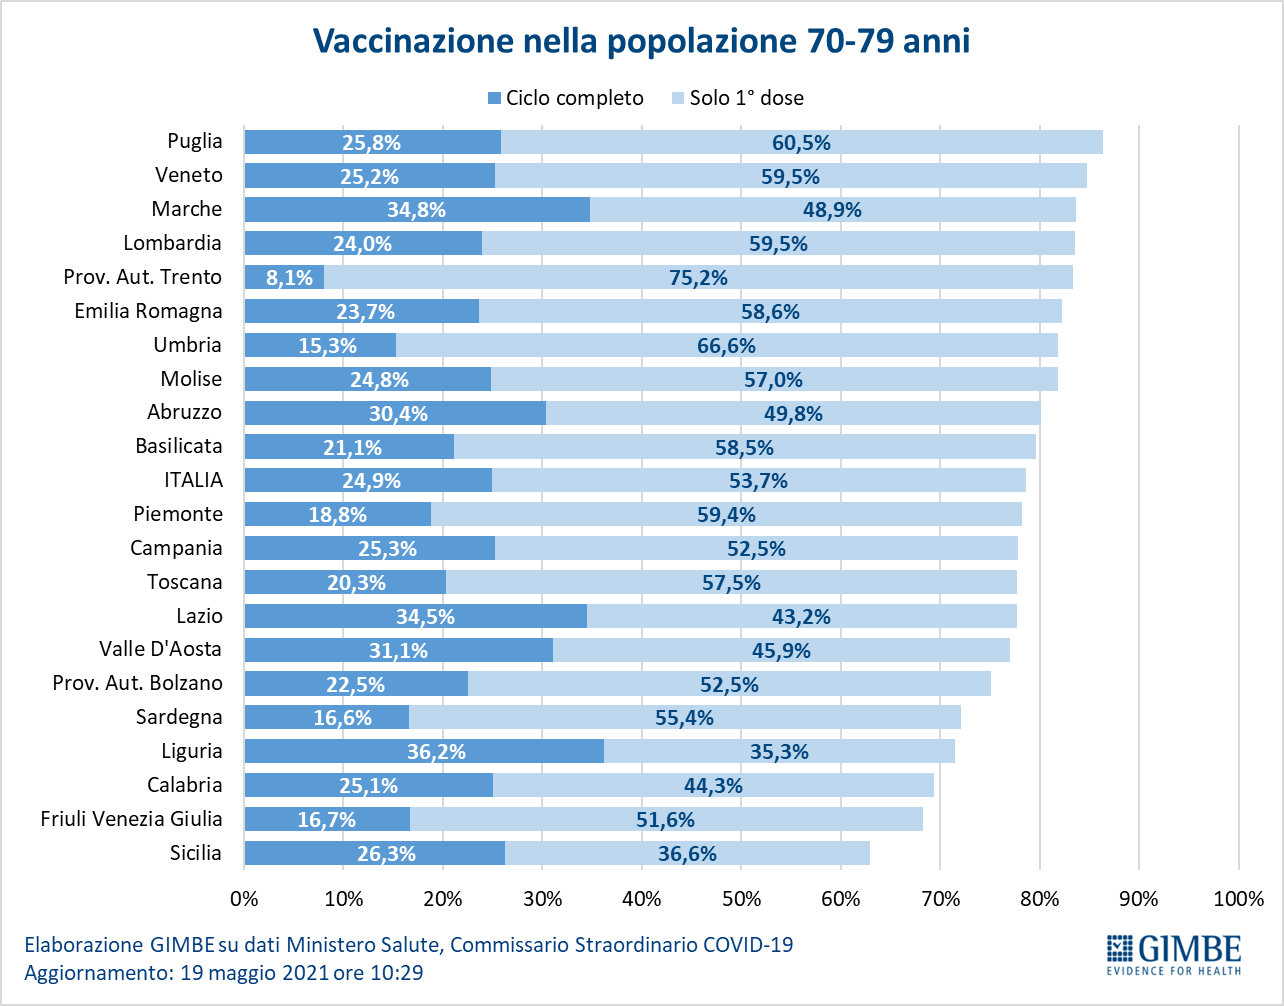 Vaccinazione nella popolazione 70-79 anni
Ciclo completo Solo 1° dose
Puglia 25,8% 60,5%
Veneto 25,2% 59,5%
Marche 34,8% 48,9%
Lombardia 24,0% 59,5%
Prov. Aut. Trento 8,1% 75,2%
Emilia Romagna 23,7% 58,6%
Umbria 15,3% 66,6%
Molise 24,8% 57,0%
Abruzzo 30,4% 49,8%
Basilicata 21,1% 58,5%
ITALIA 24,9% 53,7%
Piemonte 18,8% 59,4%
Campania 25,3% 52,5%
Toscana 20,3% 57,5%
Lazio 34,5% 43,2%
Valle D'Aosta 31,1% 45,9%
Prov. Aut. Bolzano 22,5% 52,5%
Sardegna 16,6% 55,4%
Liguria 36,2% 35,3%
Calabria 25,1% 44,3%
Friuli Venezia Giulia 16,7% 51,6%
Sicilia 26,3% 36,6%
0% 10% 20% 30% 40% 50% 60% 70% 80% 90% 100%
Elaborazione GIMBE su dati Ministero Salute, Commissario Straordinario COVID-19
Aggiornamento: 19 maggio 2021 ore 10:29
GIMBE
EVIDENCE FOR HEALTH